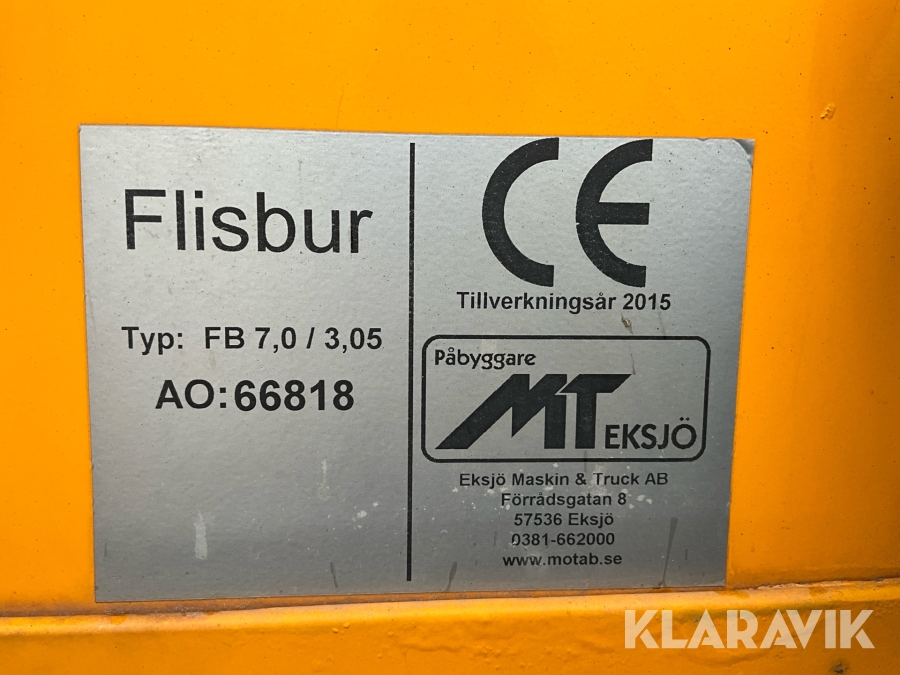 Flisbur
Typ: FB 7,0 / 3,05
AO:66818
CE
Tillverkningsår 2015
Påbyggare
MT EKSJÖ
Eksjö Maskin & Truck AB
Förrådsgatan 8
57536 Eksjö
0381-662000
www.motab.se
KLARAVIK